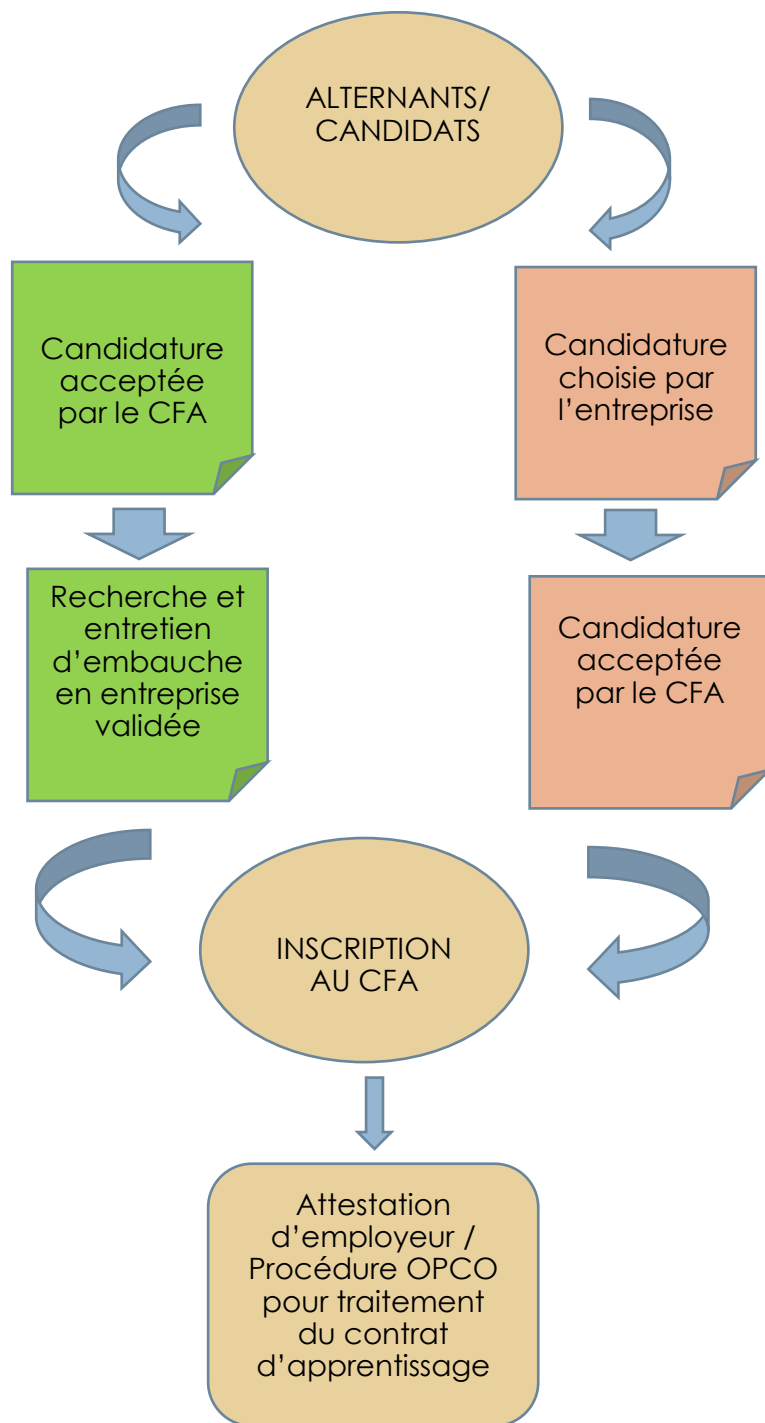 ALTERNANTS/
CANDIDATS
Candidature
acceptée
par le CFA
Candidature
choisie par
l’entreprise
Recherche et
entretien
d’embauche
en entreprise
validée
Candidature
acceptée
par le CFA
INSCRIPTION
AU CFA
Attestation
d’employeur /
Procédure OPCO
pour traitement
du contrat
d’apprentissage